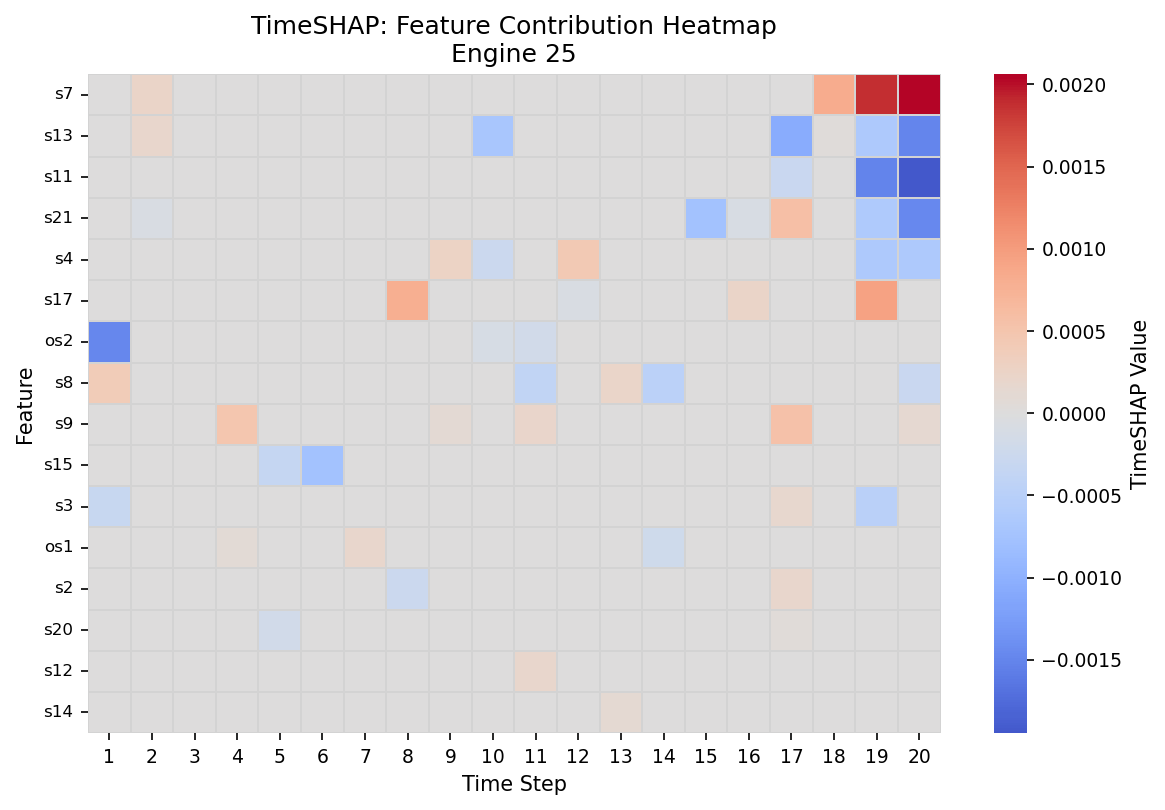 TimeSHAP: Feature Contribution Heatmap
Engine 25
Feature
s7
s13
s11
s21
s4
s17
os2
s8
s9
s15
s3
os1
s2
s20
s12
s14
1 2 3 4 5 6 7 8 9 10 11 12 13 14 15 16 17 18 19 20
Time Step
0.0020
0.0015
0.0010
0.0005
0.0000
−0.0005
−0.0010
−0.0015
TimeSHAP Value